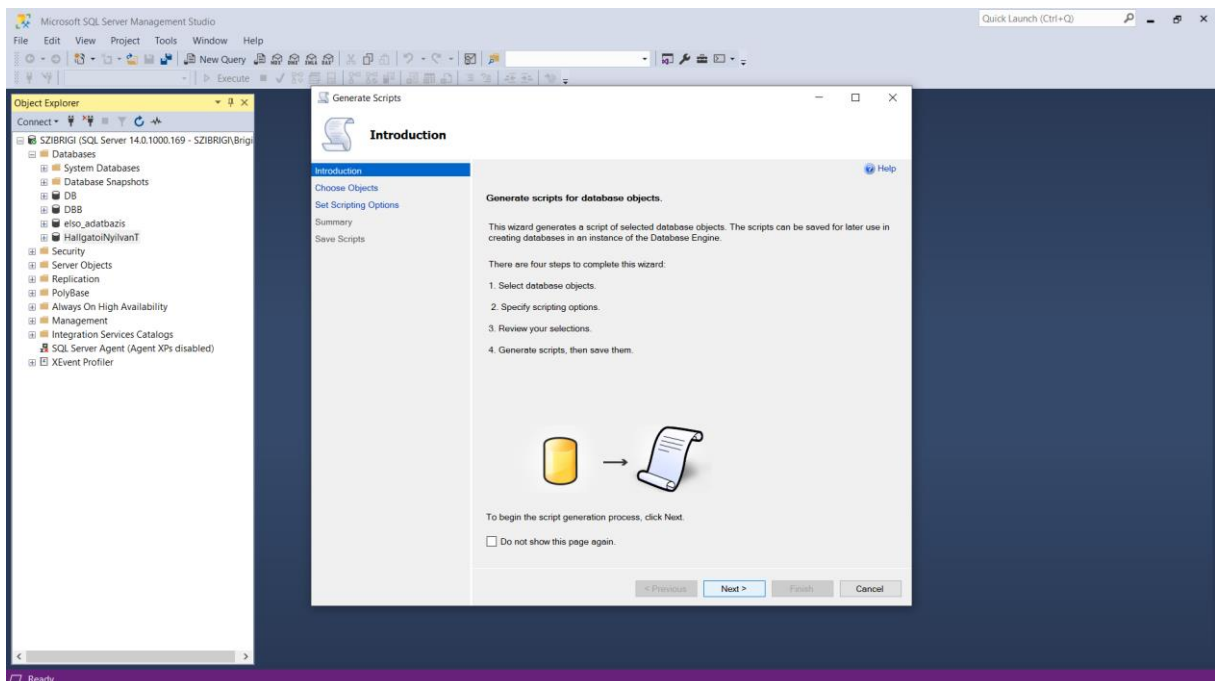 Microsoft SQL Server Management Studio
Quick Launch (Ctrl+Q)
File Edit View Project Tools Window Help
New Query
Execute
Object Explorer
Connect
SZIBRIGI (SQL Server 14.0.1000.169 - SZIBRIGI\Brigi
Databases
System Databases
Database Snapshots
DB
DBB
elso_adatbazis
HallgatoiNyilvanT
Security
Server Objects
Replication
PolyBase
Always On High Availability
Management
Integration Services Catalogs
SQL Server Agent (Agent XPs disabled)
XEvent Profiler
Generate Scripts
Introduction
Introduction
Choose Objects
Set Scripting Options
Summary
Save Scripts
Help
Generate scripts for database objects.
This wizard generates a script of selected database objects. The scripts can be saved for later use in
creating databases in an instance of the Database Engine.
There are four steps to complete this wizard:
1. Select database objects.
2. Specify scripting options.
3. Review your selections.
4. Generate scripts, then save them.
To begin the script generation process, click Next.
Do not show this page again.
< Previous Next > Finish Cancel
Ready